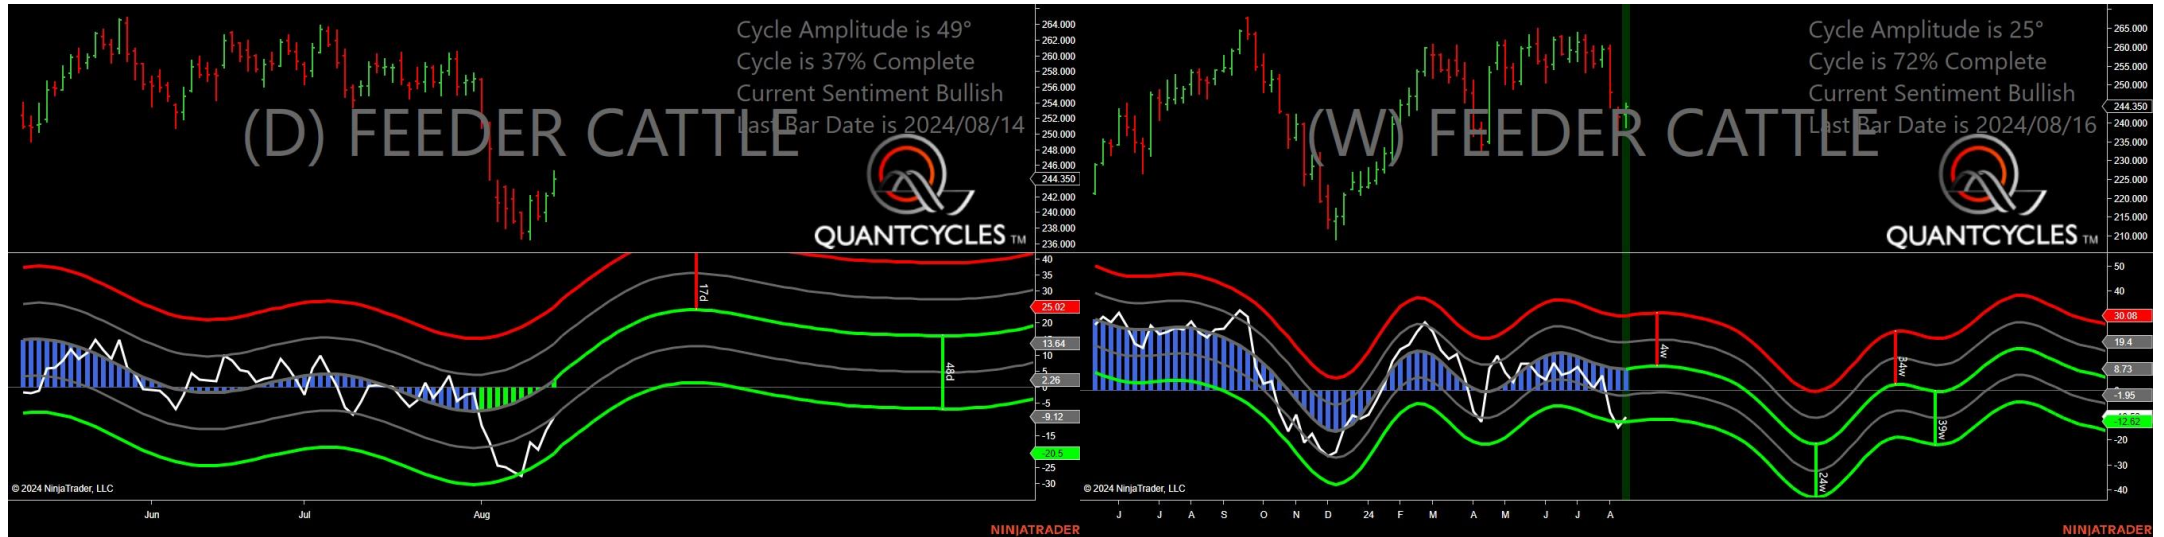 Cycle Amplitude is 49°
Cycle is 37% Complete
Current Sentiment Bullish
Last Bar Date is 2024/08/14
(D) FEEDER CATTLE
QUANTCYCLES TM
264.000
262.000
260.000
258.000
256.000
254.000
252.000
250.000
248.000
246.000
244.350
242.000
240.000
238.000
236.000
17d
48d
40
35
30
25.02
20
13.64
10
5
2.26
-5
-9.12
-15
-20.5
-25
-30
© 2024 NinjaTrader, LLC
Jun Jul Aug
NINJATRADER
Cycle Amplitude is 25°
Cycle is 72% Complete
Current Sentiment Bullish
Last Bar Date is 2024/08/16
(W) FEEDER CATTLE
QUANTCYCLES TM
265.000
260.000
255.000
250.000
244.350
240.000
235.000
230.000
225.000
220.000
215.000
210.000
4w
34w
24w
39w
50
40
30.08
19.4
8.73
0
-1.95
-12.62
-20
-30
-40
© 2024 NinjaTrader, LLC
J J A S O N D 24 F M A M J J A
NINJATRADER